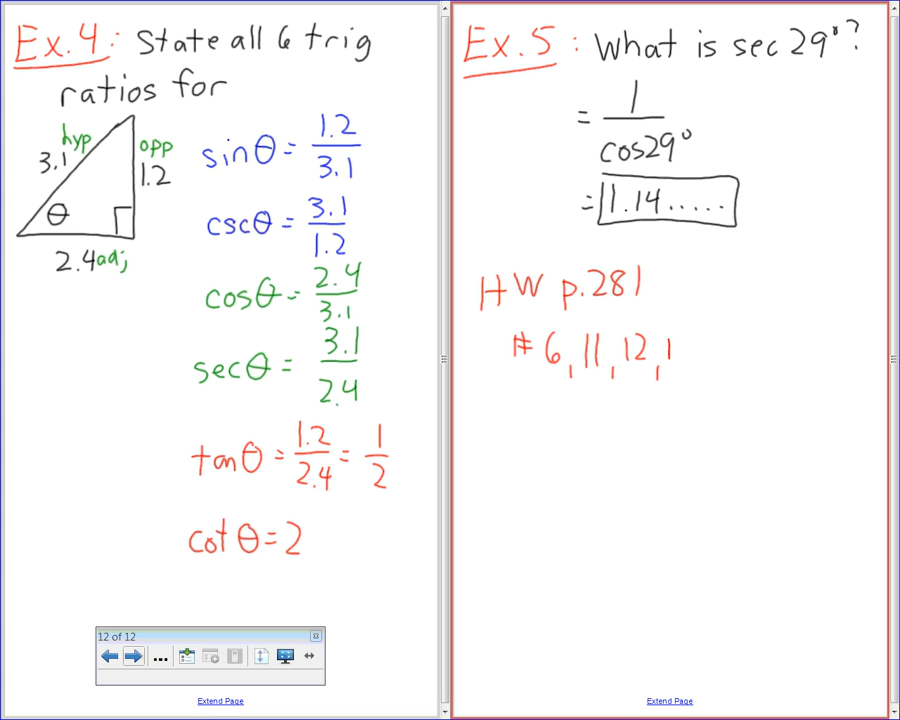 Ex.4: State all 6 trig
ratios for
hyp
3.1
opp
1.2
θ
2.4 adj
sinθ = 1.2/3.1
cscθ = 3.1/1.2
cosθ = 2.4/3.1
secθ = 3.1/2.4
tanθ = 1.2/2.4 = 1/2
cotθ = 2
12 of 12
...
Extend Page
Ex.5: What is sec 29°?
= 1/cos29°
= 1.14.....
HW p.281
# 6, 11, 12, 1
Extend Page